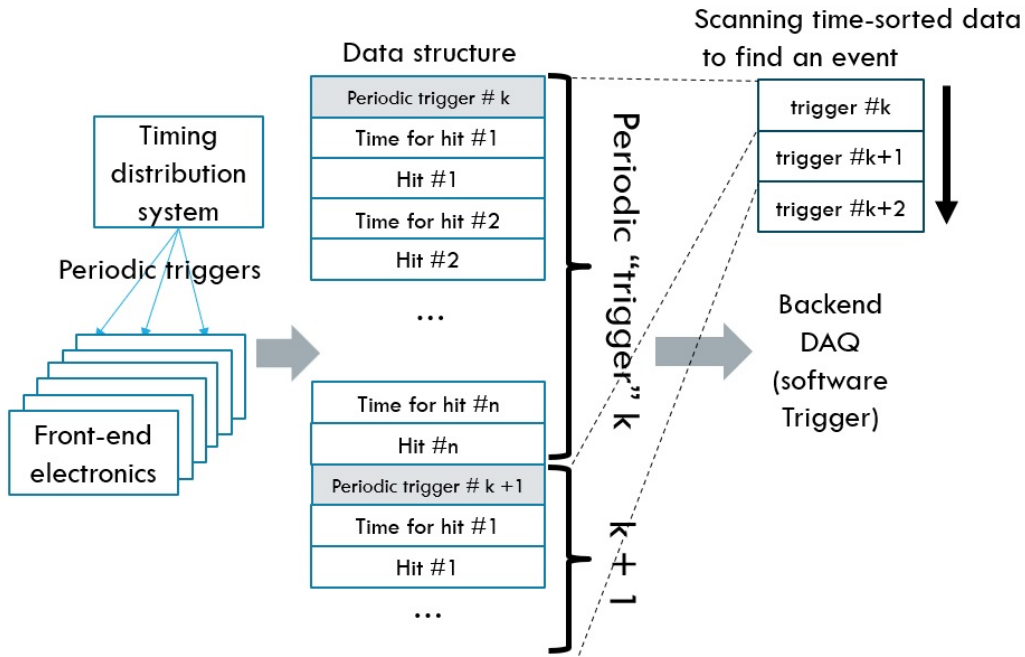 Scanning time-sorted data
to find an event
Data structure
Periodic trigger # k
Time for hit #1
Hit #1
Time for hit #2
Hit #2
...
Time for hit #n
Hit #n
Periodic trigger # k +1
Time for hit #1
Hit #1
...
Timing
distribution
system
Periodic triggers
Front-end
electronics
Periodic “trigger” k
k + 1
trigger #k
trigger #k+1
trigger #k+2
Backend
DAQ
(software
Trigger)